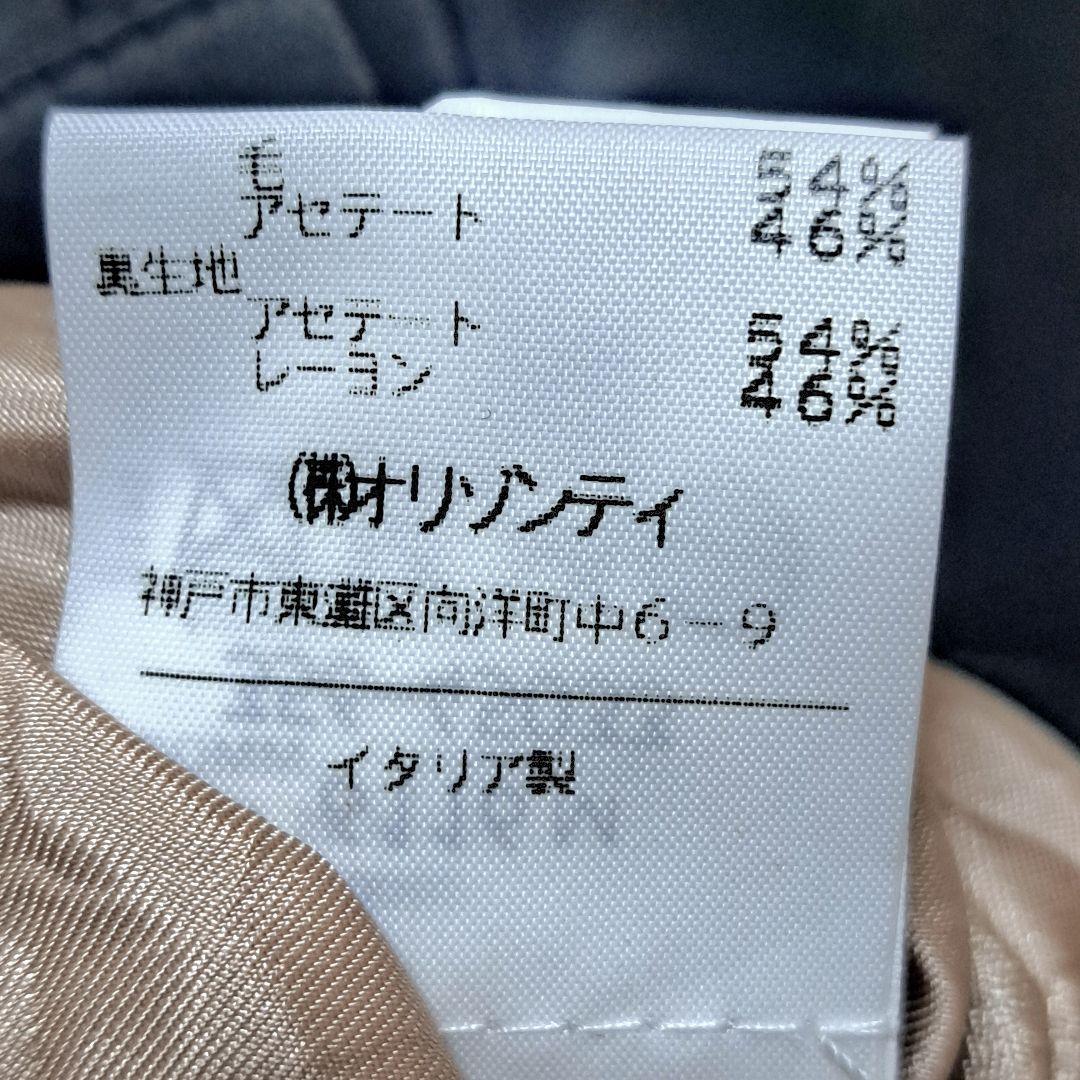 毛 54%
アセテート 46%
裏生地
アセテート 54%
レーヨン 46%
(株)オリゾンティ
神戸市東灘区向洋町中6-9
イタリア製